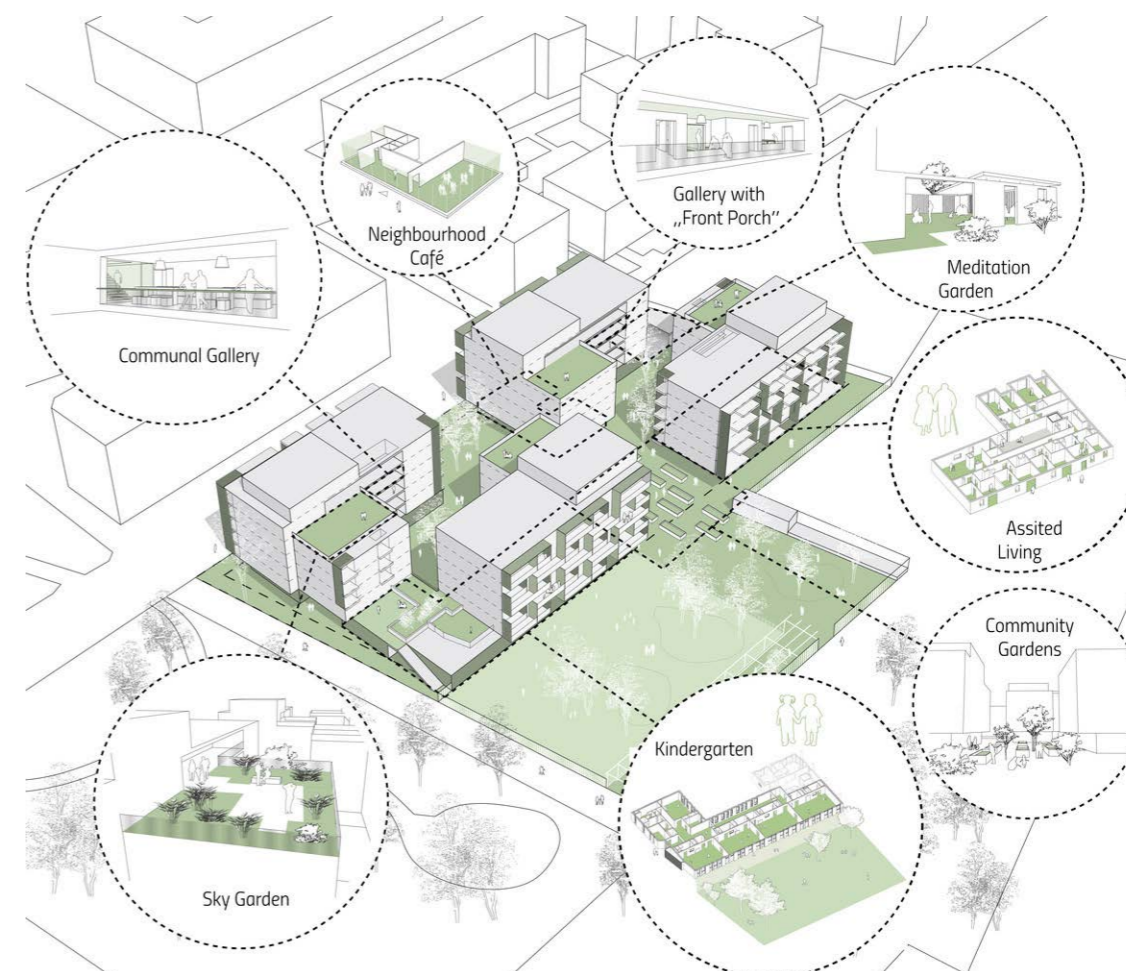 Neighbourhood
Café
Gallery with
„Front Porch”
Meditation
Garden
Communal Gallery
Assited
Living
Community
Gardens
Kindergarten
Sky Garden